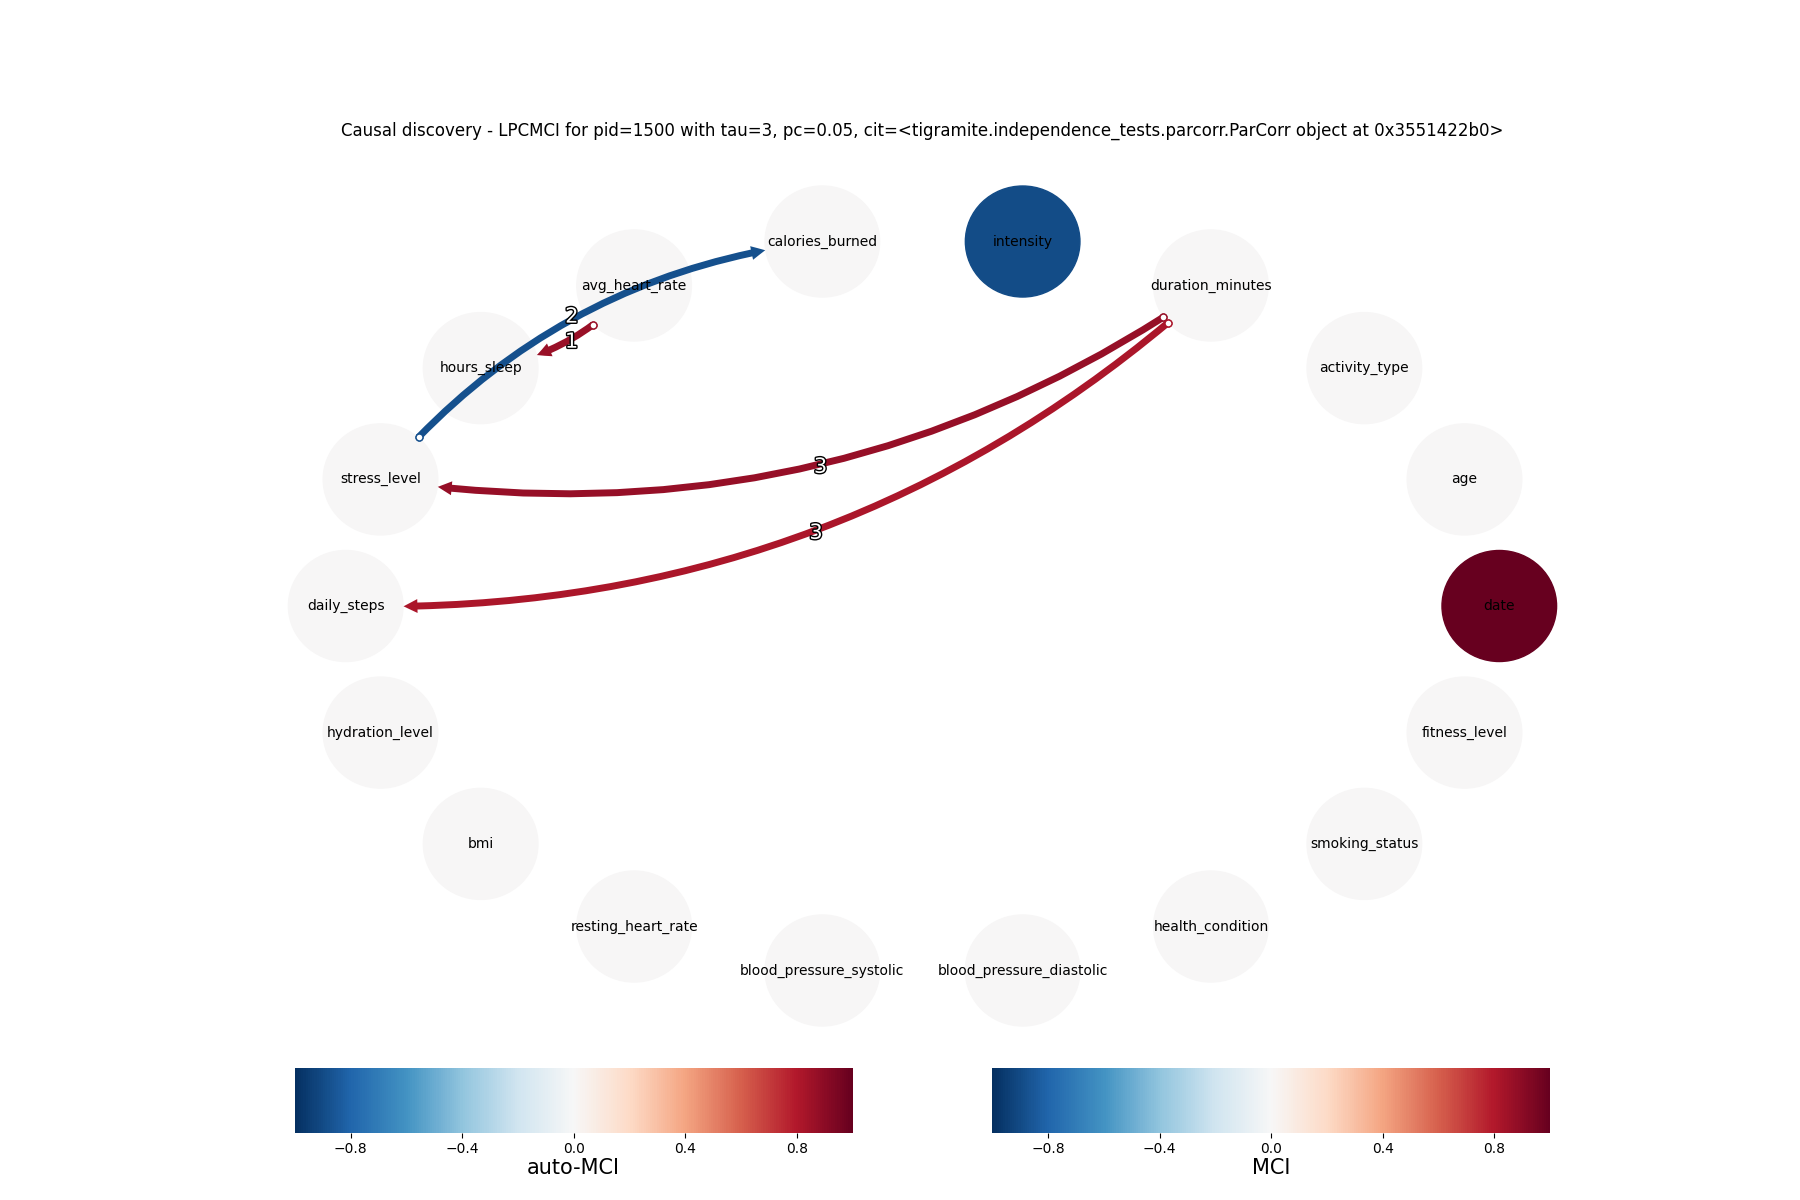 Causal discovery - LPCMCI for pid=1500 with tau=3, pc=0.05, cit=<tigramite.independence_tests.parcorr.ParCorr object at 0x3551422b0>
calories_burned
intensity
avg_heart_rate
duration_minutes
2
1
hours_sleep
activity_type
3
stress_level
age
3
daily_steps
date
hydration_level
fitness_level
bmi
smoking_status
resting_heart_rate
health_condition
blood_pressure_systolic
blood_pressure_diastolic
−0.8 −0.4 0.0 0.4 0.8
auto-MCI
−0.8 −0.4 0.0 0.4 0.8
MCI